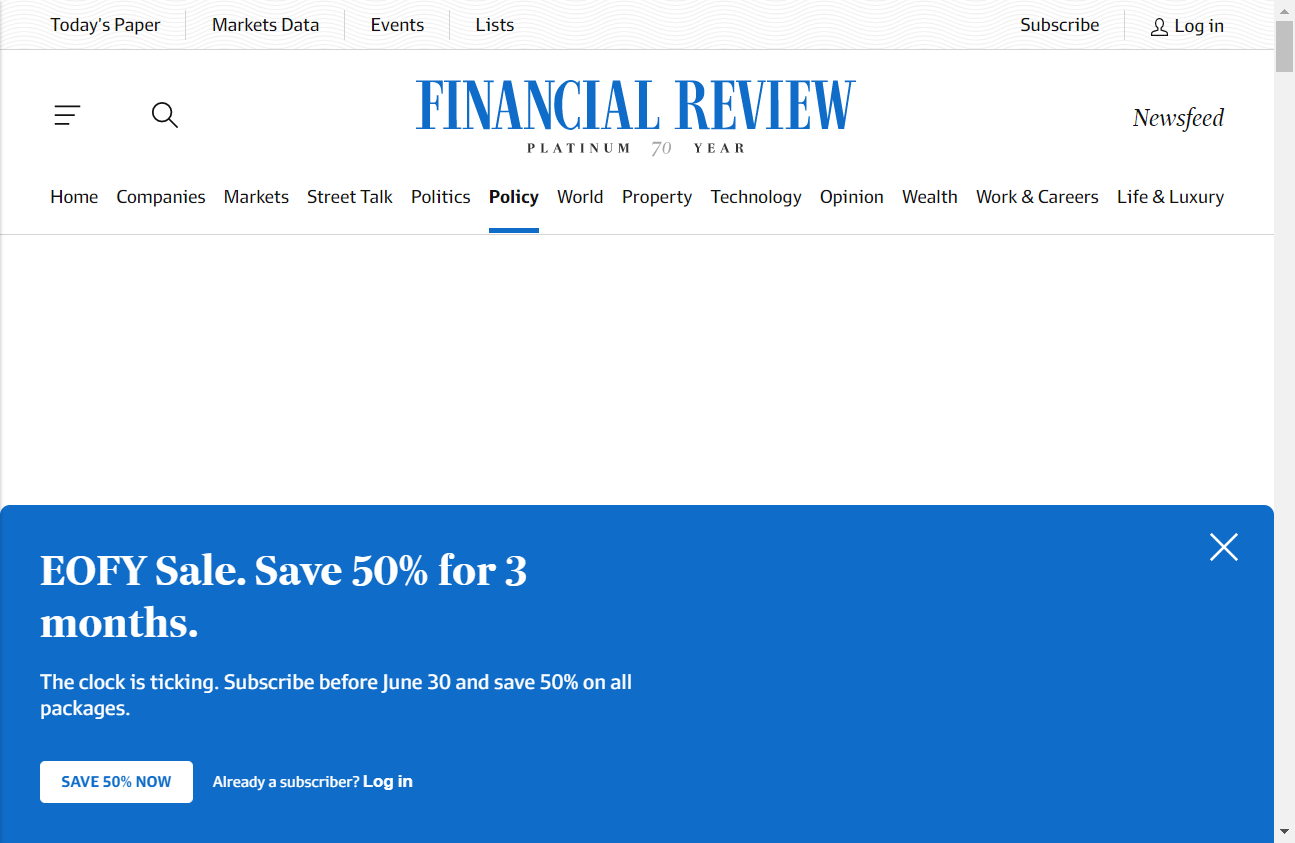 Today's Paper Markets Data Events Lists Subscribe Log in
FINANCIAL REVIEW
PLATINUM 70 YEAR
Newsfeed
Home Companies Markets Street Talk Politics Policy World Property Technology Opinion Wealth Work & Careers Life & Luxury
EOFY Sale. Save 50% for 3
months.
The clock is ticking. Subscribe before June 30 and save 50% on all
packages.
SAVE 50% NOW Already a subscriber? Log in